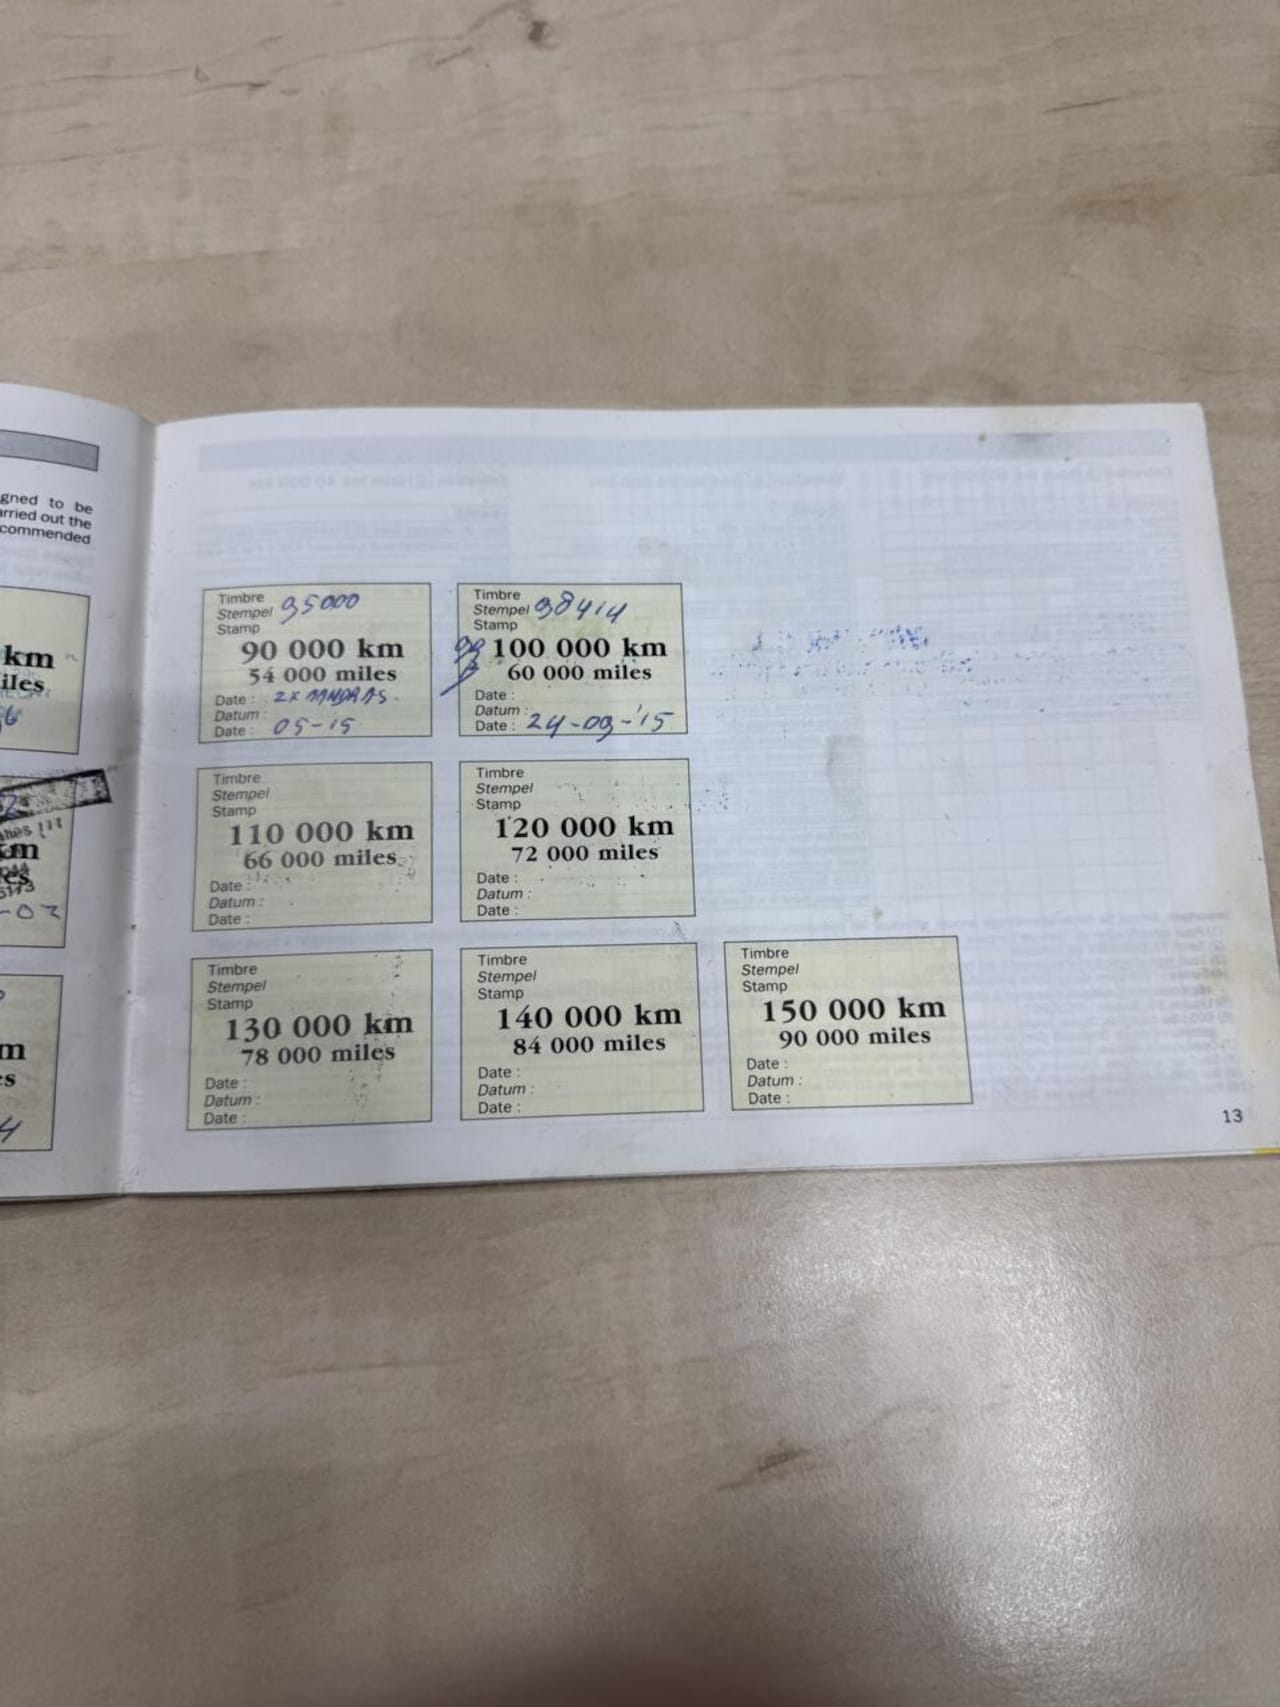 gned to be
rried out the
commended
km
iles
km
-02
m
s
4
Timbre
Stempel 95000
Stamp
90 000 km
54 000 miles
Date : 2x
Datum :
Date : 05-15
Timbre
Stempel 98414
Stamp
100 000 km
60 000 miles
Date :
Datum :
Date : 24-09-'15
Timbre
Stempel
Stamp
110 000 km
66 000 miles
Date :
Datum :
Date :
Timbre
Stempel
Stamp
120 000 km
72 000 miles
Date :
Datum :
Date :
Timbre
Stempel
Stamp
130 000 km
78 000 miles
Date :
Datum :
Date :
Timbre
Stempel
Stamp
140 000 km
84 000 miles
Date :
Datum :
Date :
Timbre
Stempel
Stamp
150 000 km
90 000 miles
Date :
Datum :
Date :
13